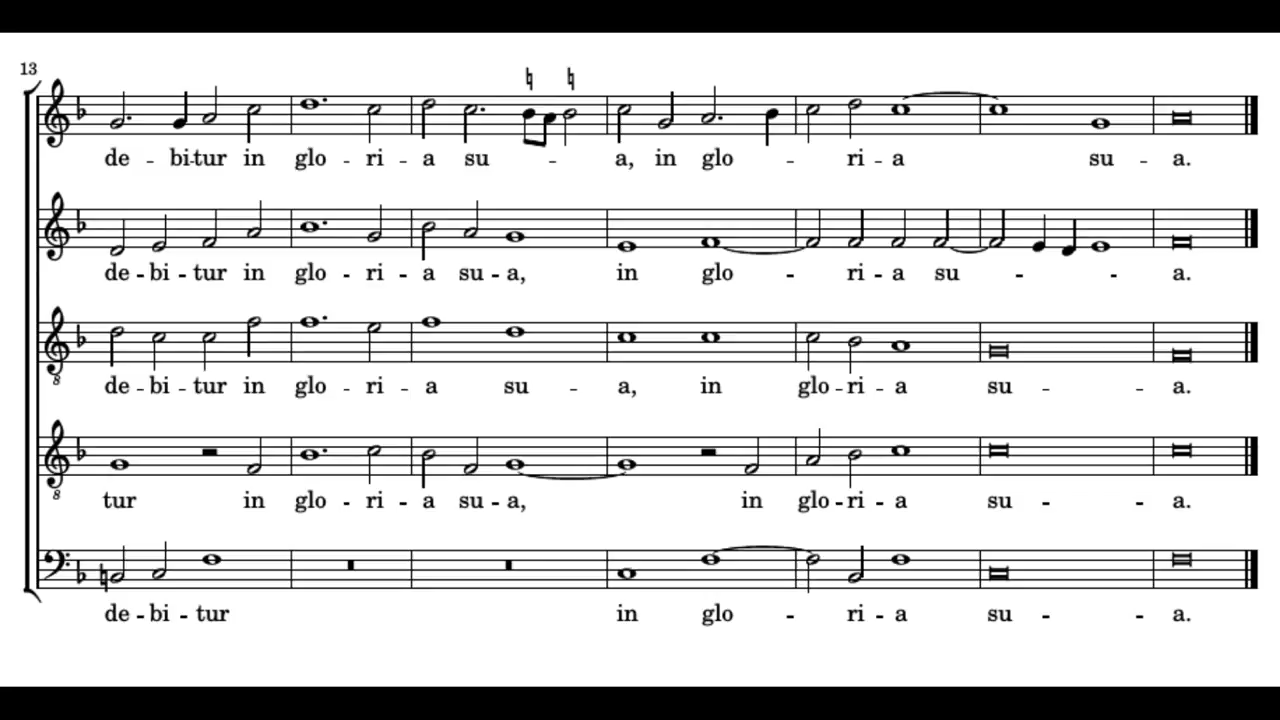 13
de - bi-tur in glo - ri - a su - - a, in glo - ri - a su - a.
de - bi - tur in glo - ri - a su - a, in glo - ri - a su - - - a.
8
de - bi - tur in glo - ri - a su - a, in glo - ri - a su - - a.
8
tur in glo - ri - a su - a, in glo - ri - a su - - a.
de - bi - tur in glo - ri - a su - - a.